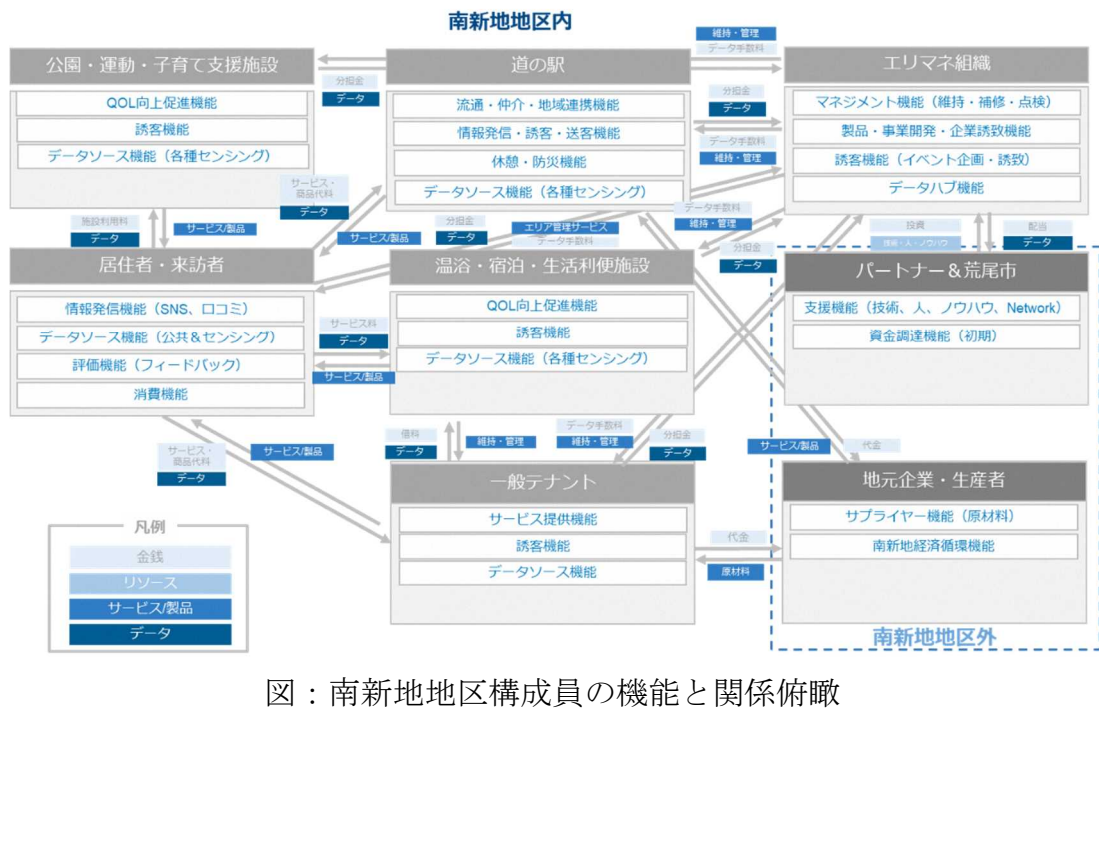 南新地地区内
公園・運動・子育て支援施設
QOL向上促進機能
誘客機能
データソース機能（各種センシング）
分担金
データ
道の駅
流通・仲介・地域連携機能
情報発信・誘客・送客機能
休憩・防災機能
データソース機能（各種センシング）
維持・管理
データ手数料
分担金
データ
データ手数料
維持・管理
エリマネ組織
マネジメント機能（維持・補修・点検）
製品・事業開発・企業誘致機能
誘客機能（イベント企画・誘致）
データハブ機能
施設利用料
データ
サービス/製品
サービス・
商品代料
データ
サービス/製品
分担金
データ
エリア管理サービス
データ手数料
データ手数料
維持・管理
分担金
データ
投資
技術・人・ノウハウ
配当
データ
居住者・来訪者
情報発信機能（SNS、口コミ）
データソース機能（公共＆センシング）
評価機能（フィードバック）
消費機能
サービス料
データ
サービス/製品
温浴・宿泊・生活利便施設
QOL向上促進機能
誘客機能
データソース機能（各種センシング）
パートナー＆荒尾市
支援機能（技術、人、ノウハウ、Network）
資金調達機能（初期）
サービス・
商品代料
データ
サービス/製品
借料
データ
維持・管理
データ手数料
維持・管理
分担金
データ
サービス/製品
代金
一般テナント
サービス提供機能
誘客機能
データソース機能
代金
原材料
地元企業・生産者
サプライヤー機能（原材料）
南新地経済循環機能
南新地地区外
凡例
金銭
リソース
サービス/製品
データ
図：南新地地区構成員の機能と関係俯瞰